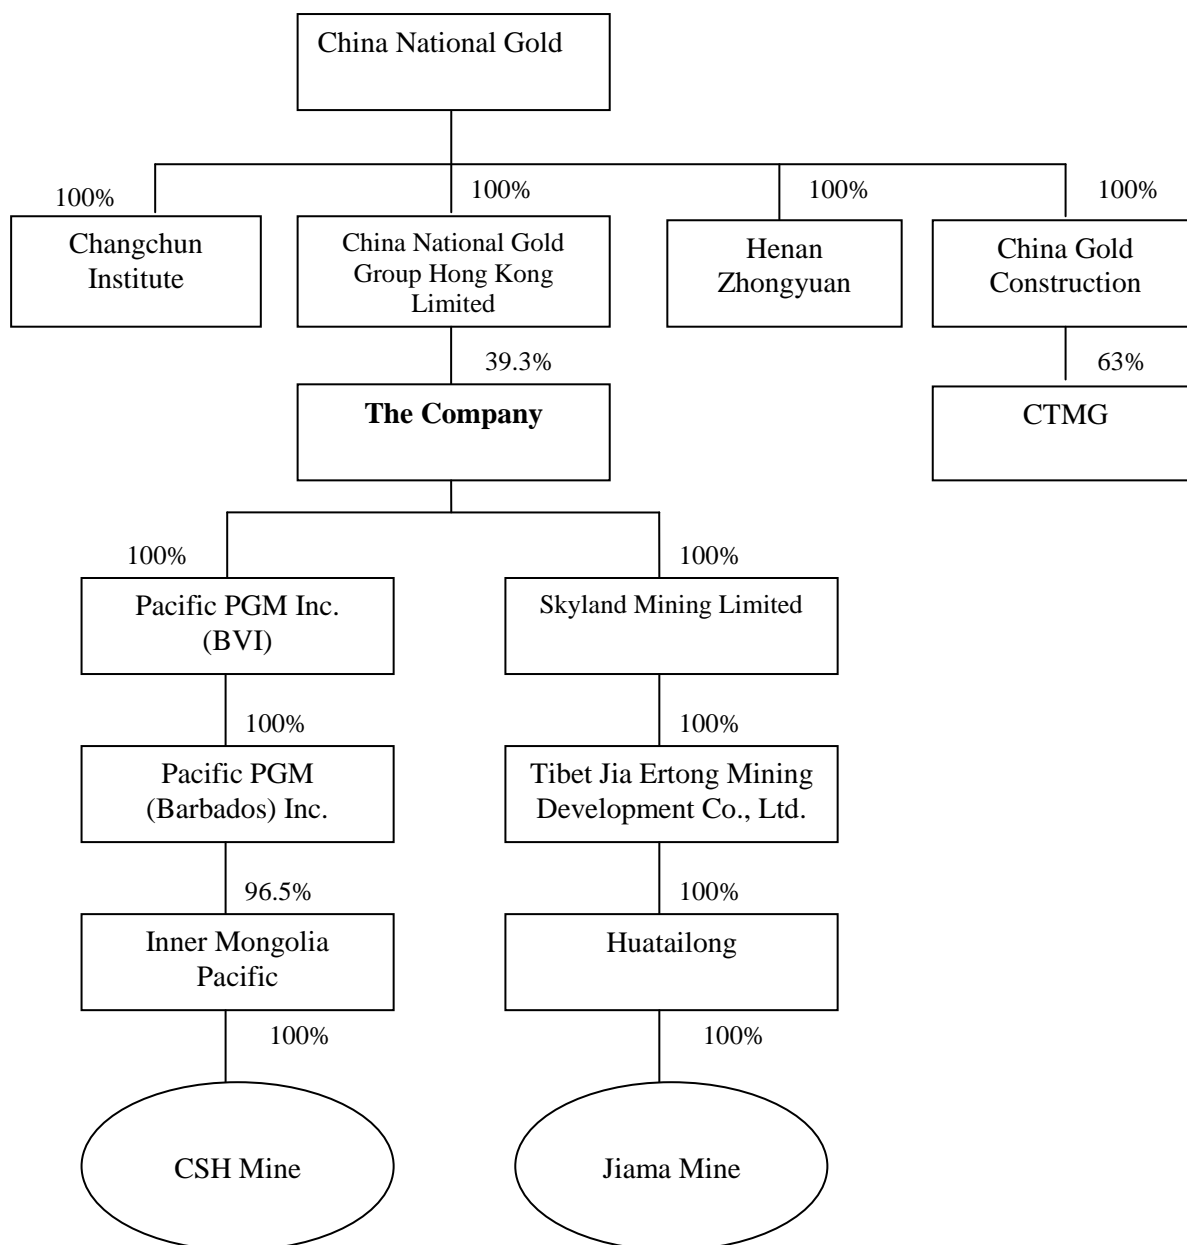 China National Gold
100%
100%
100%
100%
Changchun
Institute
China National Gold
Group Hong Kong
Limited
Henan
Zhongyuan
China Gold
Construction
39.3%
63%
The Company
CTMG
100%
100%
Pacific PGM Inc.
(BVI)
Skyland Mining Limited
100%
100%
Pacific PGM
(Barbados) Inc.
Tibet Jia Ertong Mining
Development Co., Ltd.
96.5%
100%
Inner Mongolia
Pacific
Huatailong
100%
100%
CSH Mine
Jiama Mine